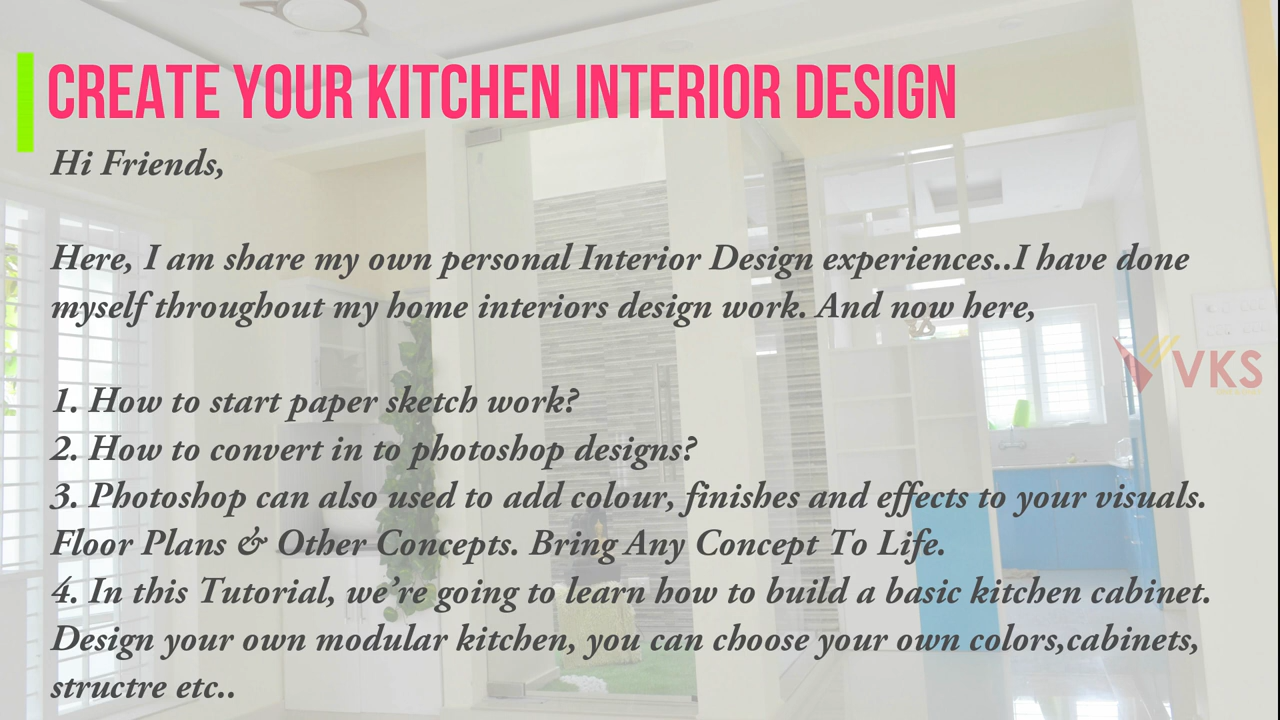 CREATE YOUR KITCHEN INTERIOR DESIGN
Hi Friends,
Here, I am share my own personal Interior Design experiences..I have done
myself throughout my home interiors design work. And now here,
1. How to start paper sketch work?
2. How to convert in to photoshop designs?
3. Photoshop can also used to add colour, finishes and effects to your visuals.
Floor Plans & Other Concepts. Bring Any Concept To Life.
4. In this Tutorial, we're going to learn how to build a basic kitchen cabinet.
Design your own modular kitchen, you can choose your own colors,cabinets,
structre etc..
VKS